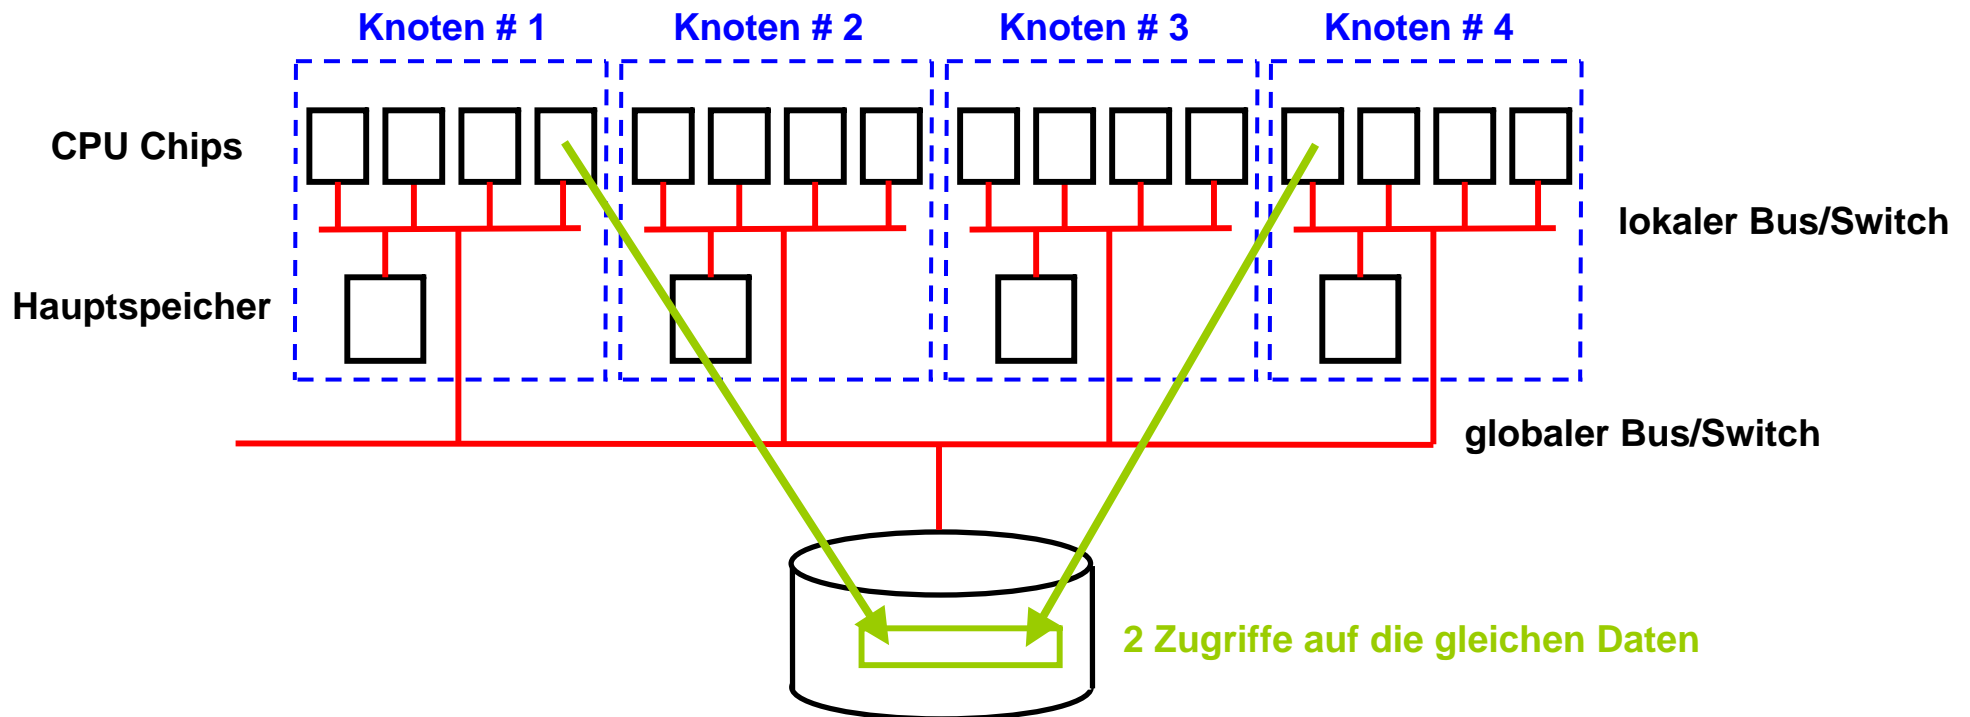 Knoten # 1
Knoten # 2
Knoten # 3
Knoten # 4
CPU Chips
lokaler Bus/Switch
Hauptspeicher
globaler Bus/Switch
2 Zugriffe auf die gleichen Daten